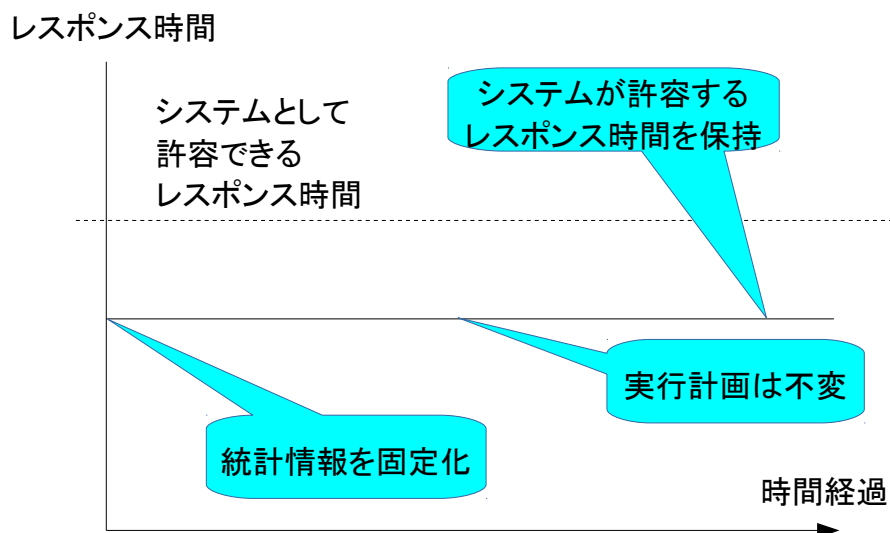 レスポンス時間
システムとして
許容できる
レスポンス時間
システムが許容する
レスポンス時間を保持
実行計画は不変
統計情報を固定化
時間経過